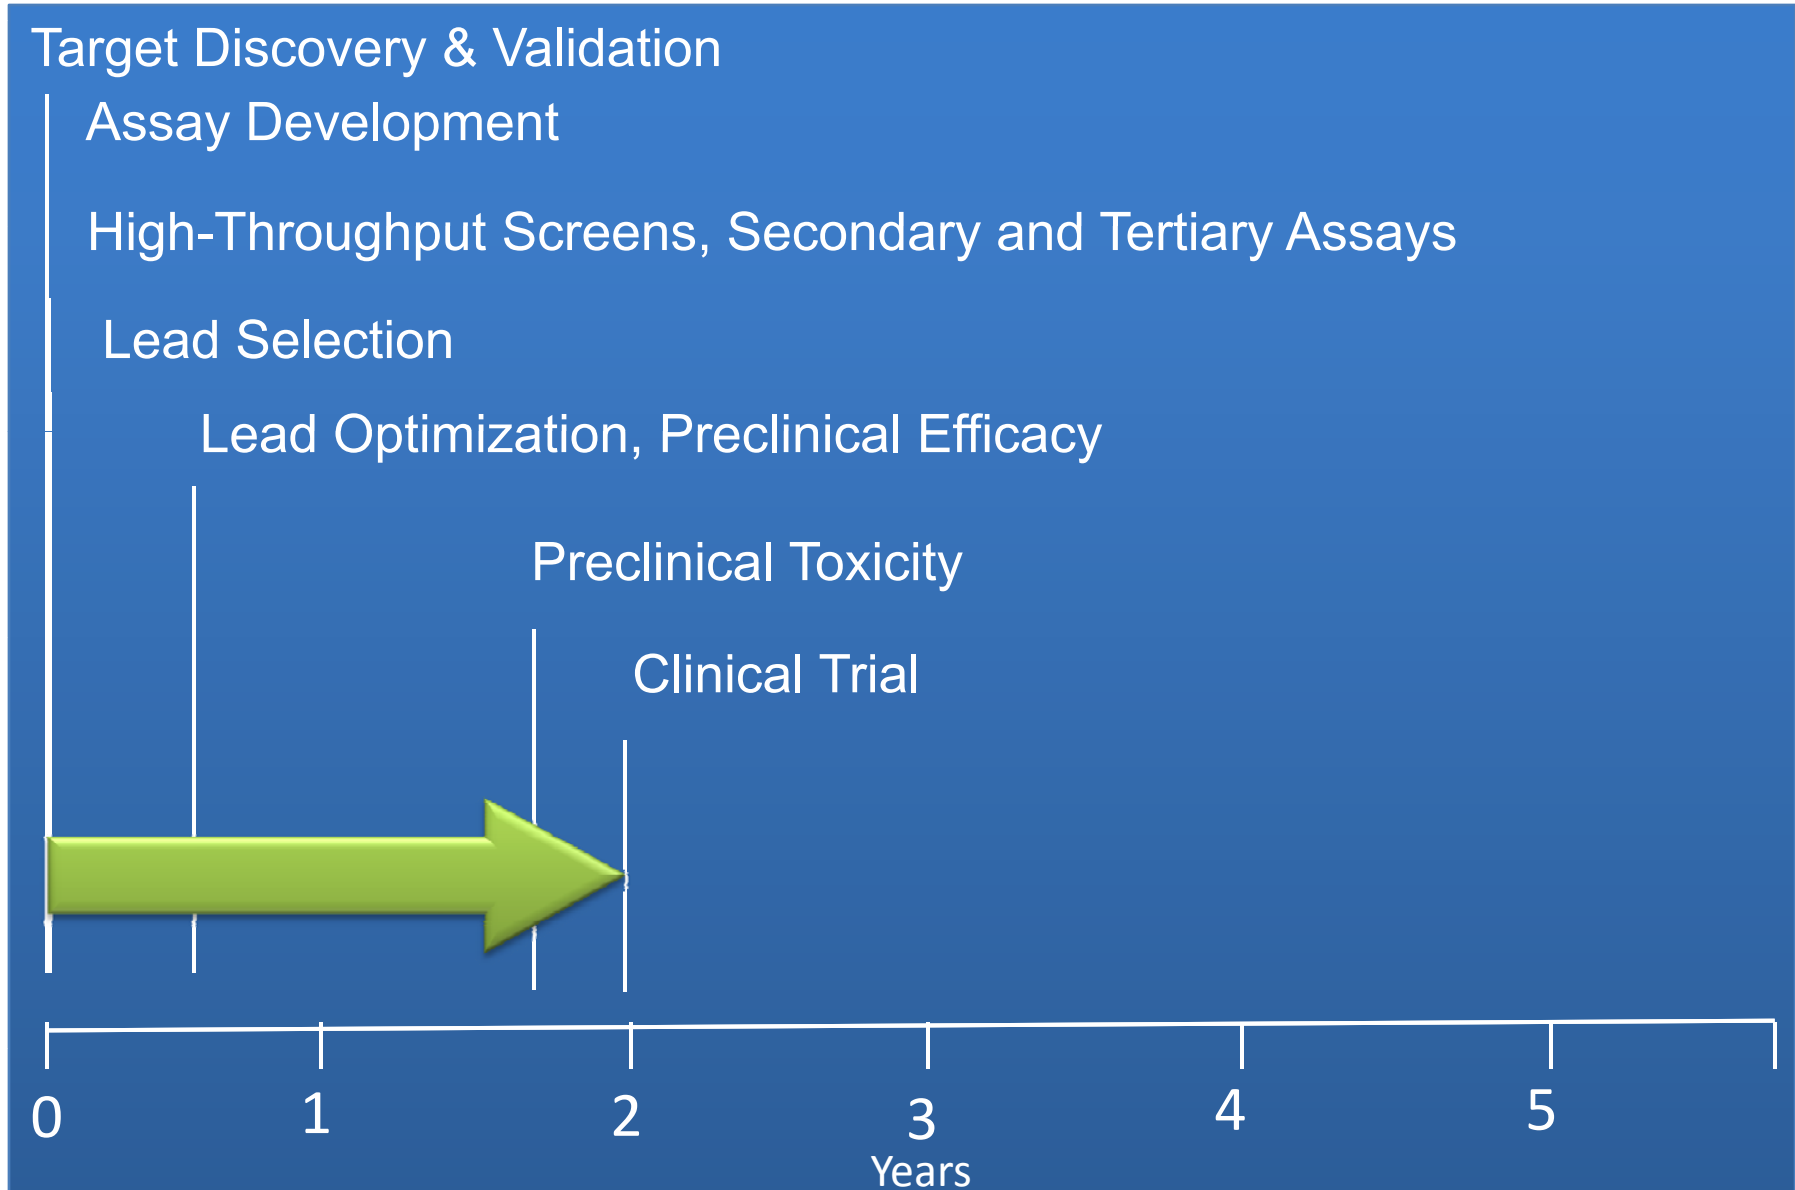 Target Discovery & Validation
Assay Development
High-Throughput Screens, Secondary and Tertiary Assays
Lead Selection
Lead Optimization, Preclinical Efficacy
Preclinical Toxicity
Clinical Trial
0 1 2 3 4 5
Years